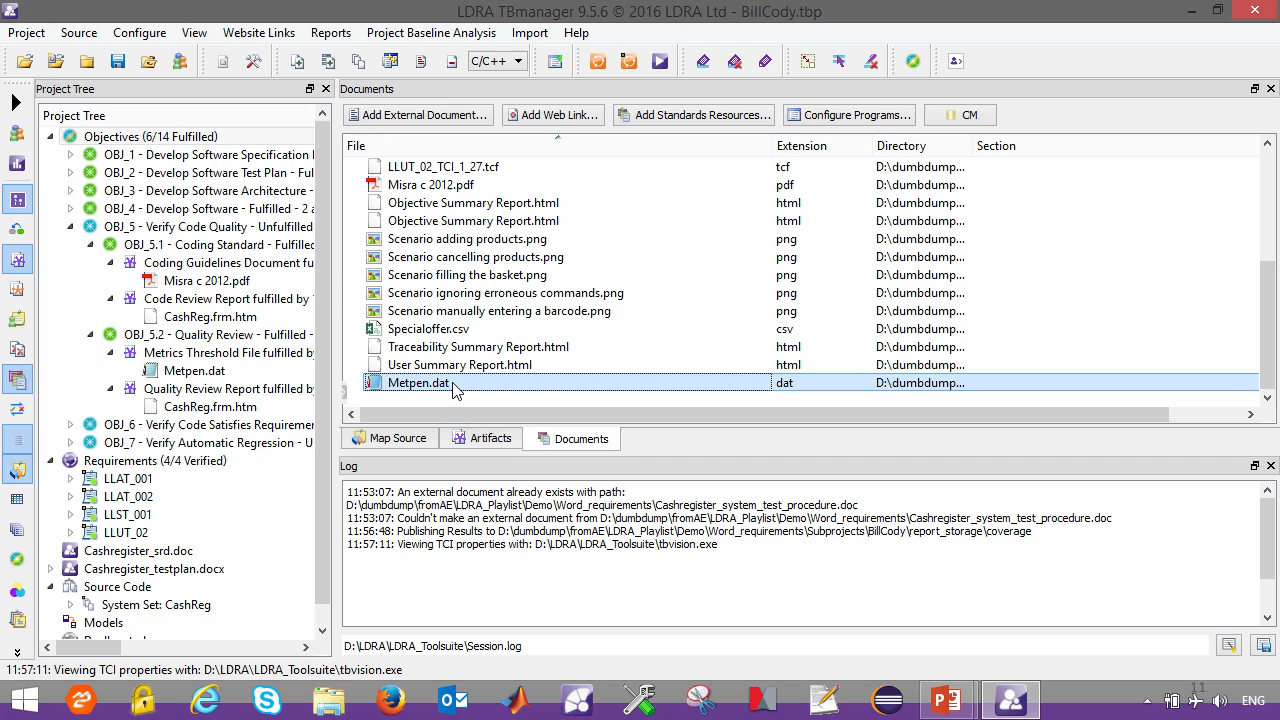 LDRA TBmanager 9.5.6 © 2016 LDRA Ltd - BillCody.tbp
Project Source Configure View Website Links Reports Project Baseline Analysis Import Help
C/C++
Project Tree
Project Tree
Objectives (6/14 Fulfilled)
OBJ_1 - Develop Software Specification
OBJ_2 - Develop Software Test Plan - Ful
OBJ_3 - Develop Software Architecture -
OBJ_4 - Develop Software - Fulfilled - 2 a
OBJ_5 - Verify Code Quality - Unfulfilled
OBJ_5.1 - Coding Standard - Fulfilled
Coding Guidelines Document fu
Misra c 2012.pdf
Code Review Report fulfilled by
CashReg.frm.htm
OBJ_5.2 - Quality Review - Fulfilled -
Metrics Threshold File fulfilled by
Metpen.dat
Quality Review Report fulfilled by
CashReg.frm.htm
OBJ_6 - Verify Code Satisfies Requireme
OBJ_7 - Verify Automatic Regression - U
Requirements (4/4 Verified)
LLAT_001
LLAT_002
LLST_001
LLUT_02
Cashregister_srd.doc
Cashregister_testplan.docx
Source Code
System Set: CashReg
Models
Documents
Add External Document... Add Web Link... Add Standards Resources... Configure Programs... CM
File Extension Directory Section
LLUT_02_TCI_1_27.tcf tcf D:\dumbdump...
Misra c 2012.pdf pdf D:\dumbdump...
Objective Summary Report.html html D:\dumbdump...
Objective Summary Report.html html D:\dumbdump...
Scenario adding products.png png D:\dumbdump...
Scenario cancelling products.png png D:\dumbdump...
Scenario filling the basket.png png D:\dumbdump...
Scenario ignoring erroneous commands.png png D:\dumbdump...
Scenario manually entering a barcode.png png D:\dumbdump...
Specialoffer.csv csv D:\dumbdump...
Traceability Summary Report.html html D:\dumbdump...
User Summary Report.html html D:\dumbdump...
Metpen.dat dat D:\dumbdump...
Map Source Artifacts Documents
Log
11:53:07: An external document already exists with path:
D:\dumbdump\fromAE\LDRA_Playlist\Demo\Word_requirements\Cashregister_system_test_procedure.doc
11:53:07: Couldn't make an external document from D:\dumbdump\fromAE\LDRA_Playlist\Demo\Word_requirements\Cashregister_system_test_procedure.doc
11:56:48: Publishing Results to D:\dumbdump\fromAE\LDRA_Playlist\Demo\Word_requirements\Subprojects\BillCody\report_storage\coverage
11:57:11: Viewing TCI properties with: D:\LDRA\LDRA_Toolsuite\tbvision.exe
D:\LDRA\LDRA_Toolsuite\Session.log
11:57:11: Viewing TCI properties with: D:\LDRA\LDRA_Toolsuite\tbvision.exe
11
ENG